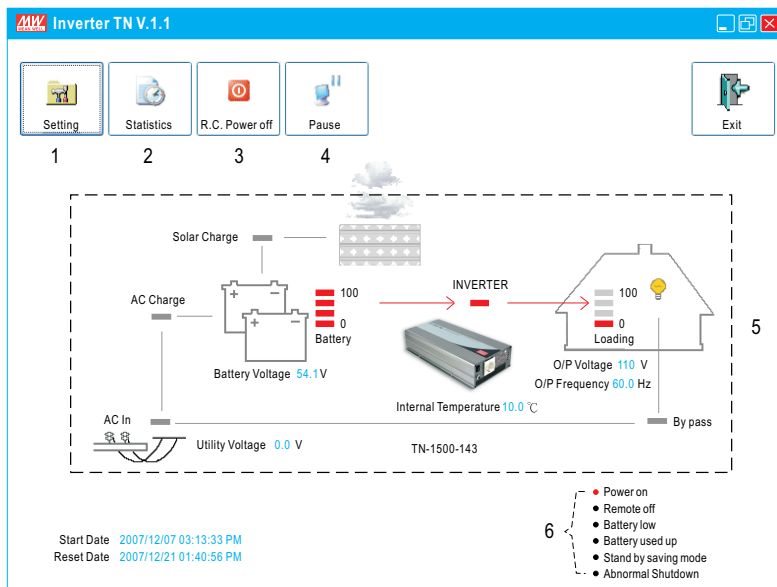 MW
MEAN WELL
Inverter TN V.1.1
Setting
Statistics
R.C. Power off
Pause
Exit
1
2
3
4
Solar Charge
AC Charge
100
0
Battery
Battery Voltage 54.1 V
INVERTER
100
0
Loading
O/P Voltage 110 V
O/P Frequency 60.0 Hz
Internal Temperature 10.0 ℃
5
AC In
By pass
Utility Voltage 0.0 V
TN-1500-143
6
Power on
Remote off
Battery low
Battery used up
Stand by saving mode
Abnormal Shutdown
Start Date 2007/12/07 03:13:33 PM
Reset Date 2007/12/21 01:40:56 PM